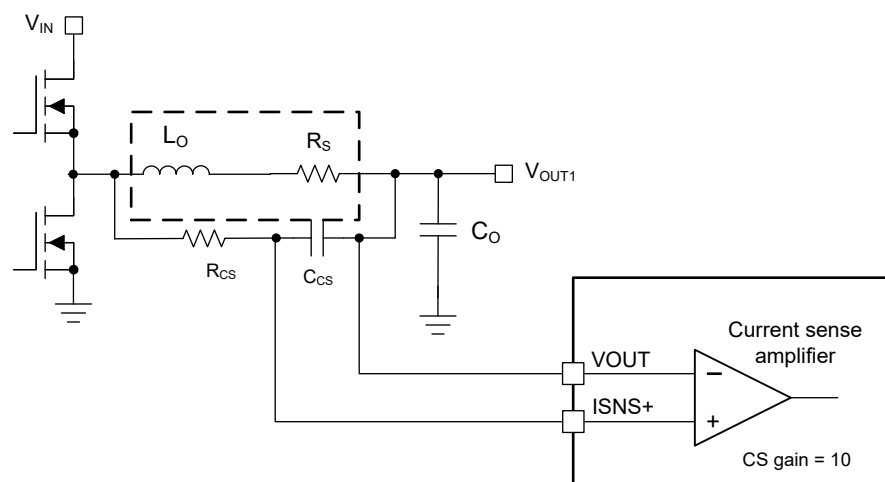 VIN
LO
RS
VOUT1
RCS
CCS
CO
Current sense
amplifier
VOUT
−
ISNS+
+
CS gain = 10